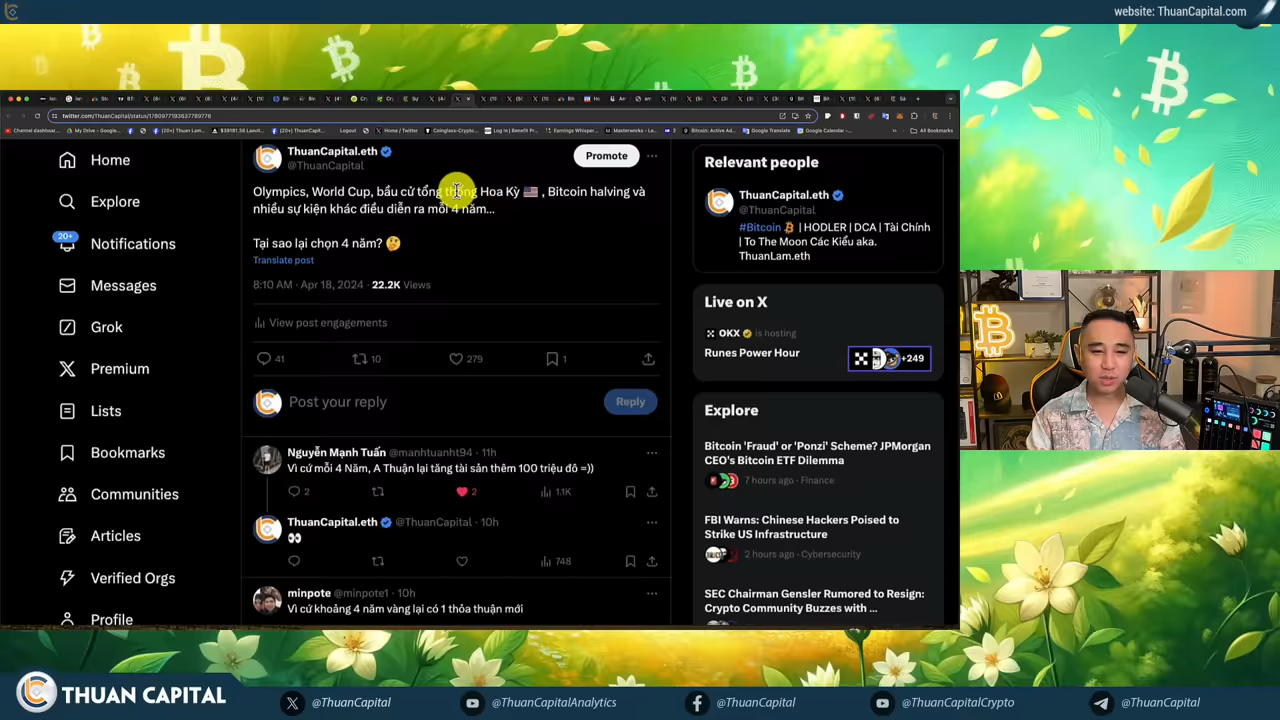 website: ThuanCapital.com
twitter.com/ThuanCapital/status/1780977193637789776
Home
Explore
20+
Notifications
Messages
Grok
Premium
Lists
Bookmarks
Communities
Articles
Verified Orgs
Profile
ThuanCapital.eth
@ThuanCapital
Promote
Olympics, World Cup, bầu cử tổng thống Hoa Kỳ 🇺🇸 , Bitcoin halving và
nhiều sự kiện khác điều diễn ra mỗi 4 năm...
Tại sao lại chọn 4 năm? 🤔
Translate post
8:10 AM · Apr 18, 2024 · 22.2K Views
View post engagements
41 10 279 1
Post your reply
Reply
Nguyễn Mạnh Tuấn @manhtuanht94 · 11h
Vì cứ mỗi 4 Năm, A Thuận lại tăng tài sản thêm 100 triệu đô =))
2 2 1.1K
ThuanCapital.eth @ThuanCapital · 10h
👀
748
minpote @minpote1 · 10h
Vì cứ khoảng 4 năm vàng lại có 1 thỏa thuận mới
Relevant people
ThuanCapital.eth
@ThuanCapital
#Bitcoin | HODLER | DCA | Tài Chính
| To The Moon Các Kiểu aka.
ThuanLam.eth
Live on X
OKX is hosting
Runes Power Hour
+249
Explore
Bitcoin 'Fraud' or 'Ponzi' Scheme? JPMorgan
CEO's Bitcoin ETF Dilemma
7 hours ago · Finance
FBI Warns: Chinese Hackers Poised to
Strike US Infrastructure
2 hours ago · Cybersecurity
SEC Chairman Gensler Rumored to Resign:
Crypto Community Buzzes with ...
THUAN CAPITAL
@ThuanCapital
@ThuanCapitalAnalytics
@ThuanCapital
@ThuanCapitalCrypto
@ThuanCapital